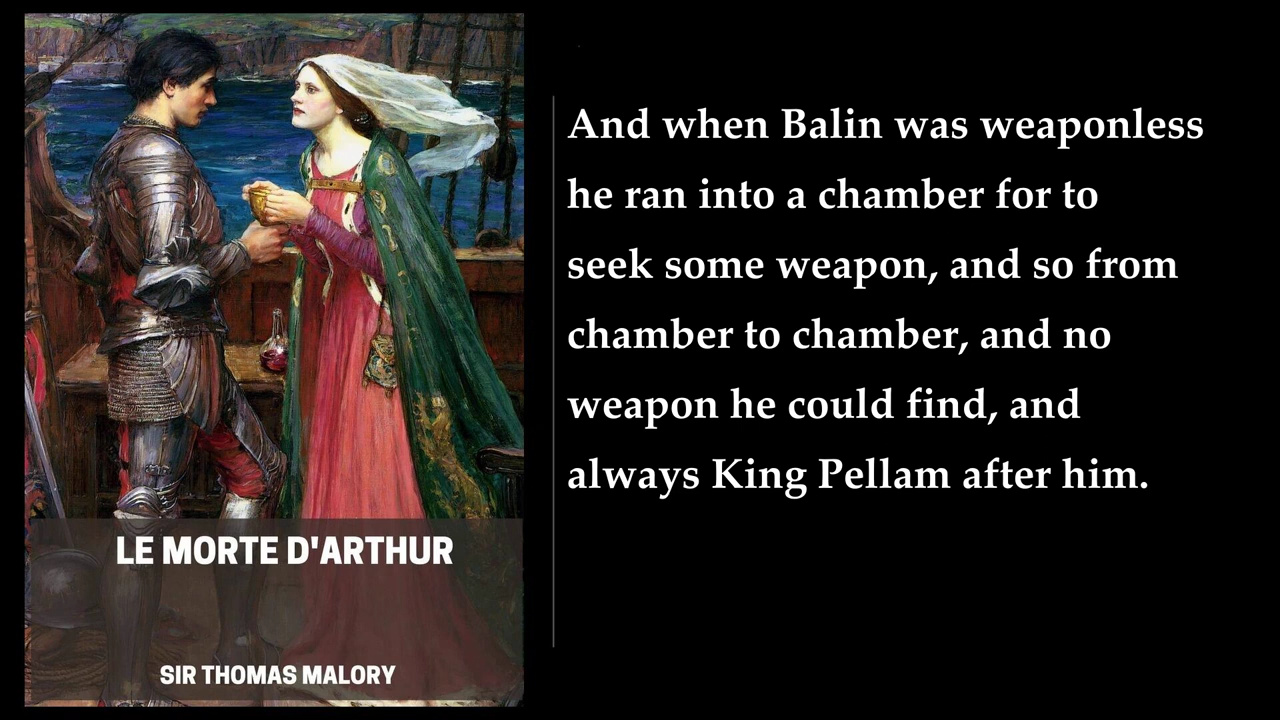 LE MORTE D'ARTHUR
SIR THOMAS MALORY
And when Balin was weaponless
he ran into a chamber for to
seek some weapon, and so from
chamber to chamber, and no
weapon he could find, and
always King Pellam after him.